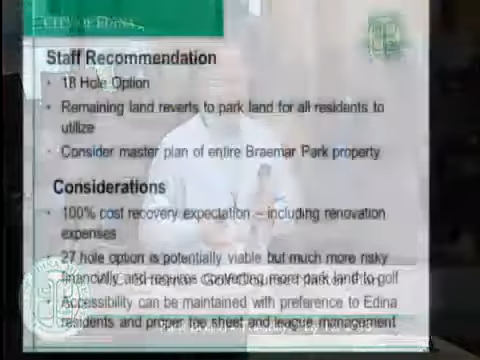 CITY OF EDINA
Staff Recommendation
• 18 Hole Option
• Remaining land reverts to park land for all residents to
utilize
• Consider master plan of entire Braemar Park property
Considerations
• 100% cost recovery expectation – including renovation
expenses
• 27 hole option is potentially viable but much more risky
financially and requires converting more park land to golf
• Accessibility can be maintained with preference to Edina
residents and proper tee sheet and league management